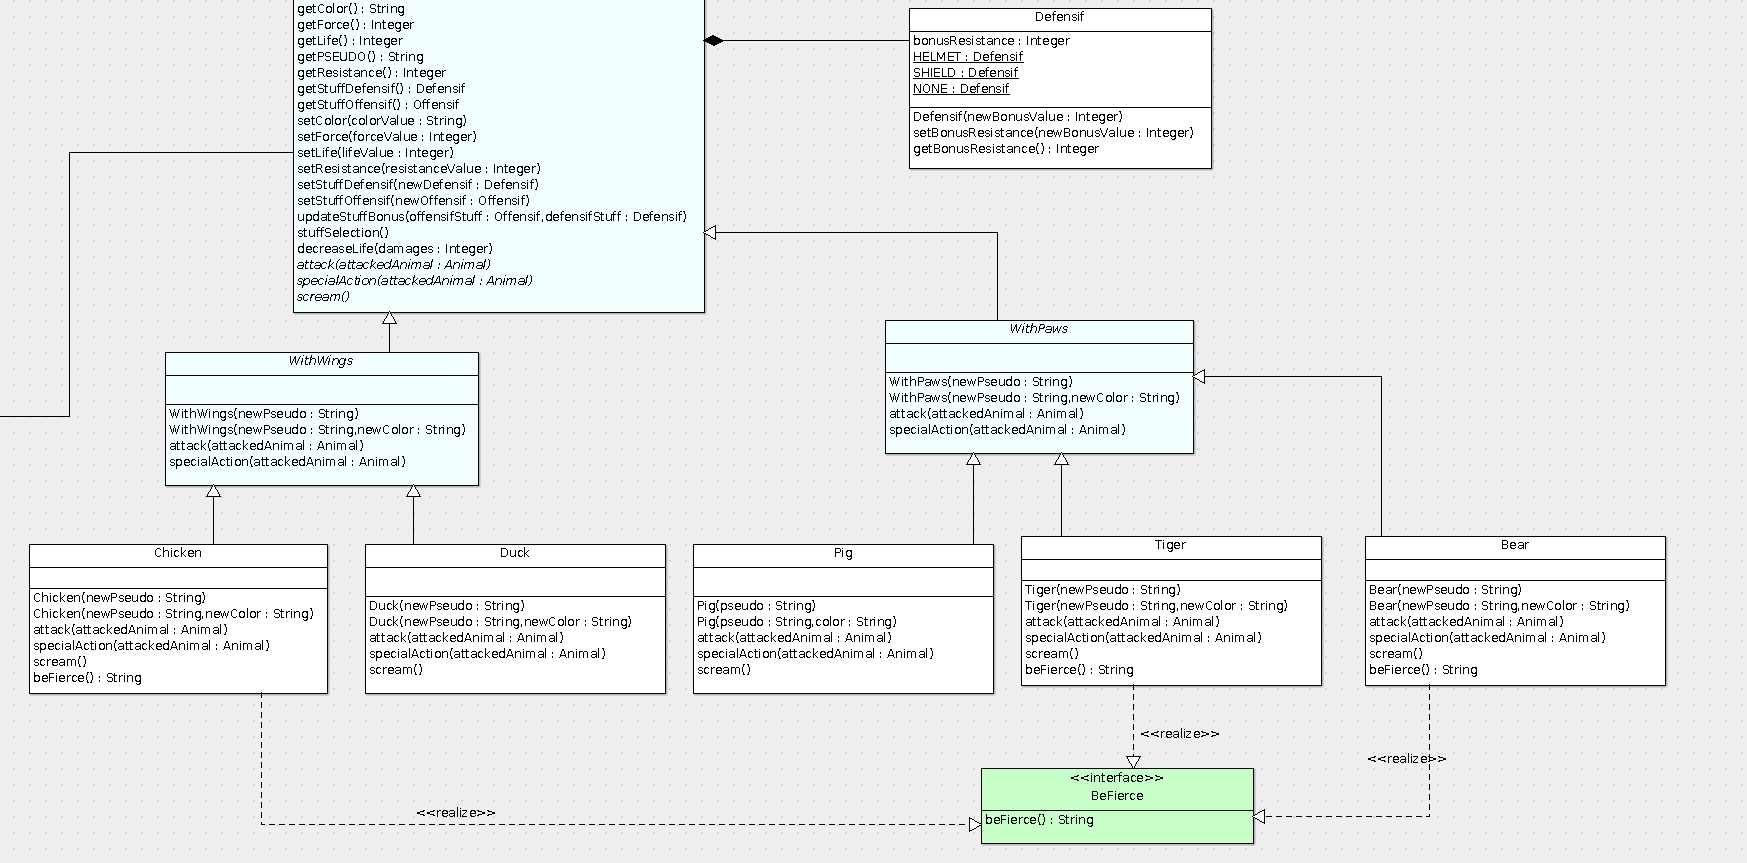 getColor() : String
getForce() : Integer
getLife() : Integer
getPSEUDO() : String
getResistance() : Integer
getStuffDefensif() : Defensif
getStuffOffensif() : Offensif
setColor(colorValue : String)
setForce(forceValue : Integer)
setLife(lifeValue : Integer)
setResistance(resistanceValue : Integer)
setStuffDefensif(newDefensif : Defensif)
setStuffOffensif(newOffensif : Offensif)
updateStuffBonus(offensifStuff : Offensif,defensifStuff : Defensif)
stuffSelection()
decreaseLife(damages : Integer)
attack(attackedAnimal : Animal)
specialAction(attackedAnimal : Animal)
scream()
Defensif
bonusResistance : Integer
HELMET : Defensif
SHIELD : Defensif
NONE : Defensif
Defensif(newBonusValue : Integer)
setBonusResistance(newBonusValue : Integer)
getBonusResistance() : Integer
WithWings
WithWings(newPseudo : String)
WithWings(newPseudo : String,newColor : String)
attack(attackedAnimal : Animal)
specialAction(attackedAnimal : Animal)
WithPaws
WithPaws(newPseudo : String)
WithPaws(newPseudo : String,newColor : String)
attack(attackedAnimal : Animal)
specialAction(attackedAnimal : Animal)
Chicken
Chicken(newPseudo : String)
Chicken(newPseudo : String,newColor : String)
attack(attackedAnimal : Animal)
specialAction(attackedAnimal : Animal)
scream()
beFierce() : String
Duck
Duck(newPseudo : String)
Duck(newPseudo : String,newColor : String)
attack(attackedAnimal : Animal)
specialAction(attackedAnimal : Animal)
scream()
Pig
Pig(pseudo : String)
Pig(pseudo : String,color : String)
attack(attackedAnimal : Animal)
specialAction(attackedAnimal : Animal)
scream()
Tiger
Tiger(newPseudo : String)
Tiger(newPseudo : String,newColor : String)
attack(attackedAnimal : Animal)
specialAction(attackedAnimal : Animal)
scream()
beFierce() : String
Bear
Bear(newPseudo : String)
Bear(newPseudo : String,newColor : String)
attack(attackedAnimal : Animal)
specialAction(attackedAnimal : Animal)
scream()
beFierce() : String
<<realize>>
<<realize>>
<<realize>>
<<interface>>
BeFierce
beFierce() : String